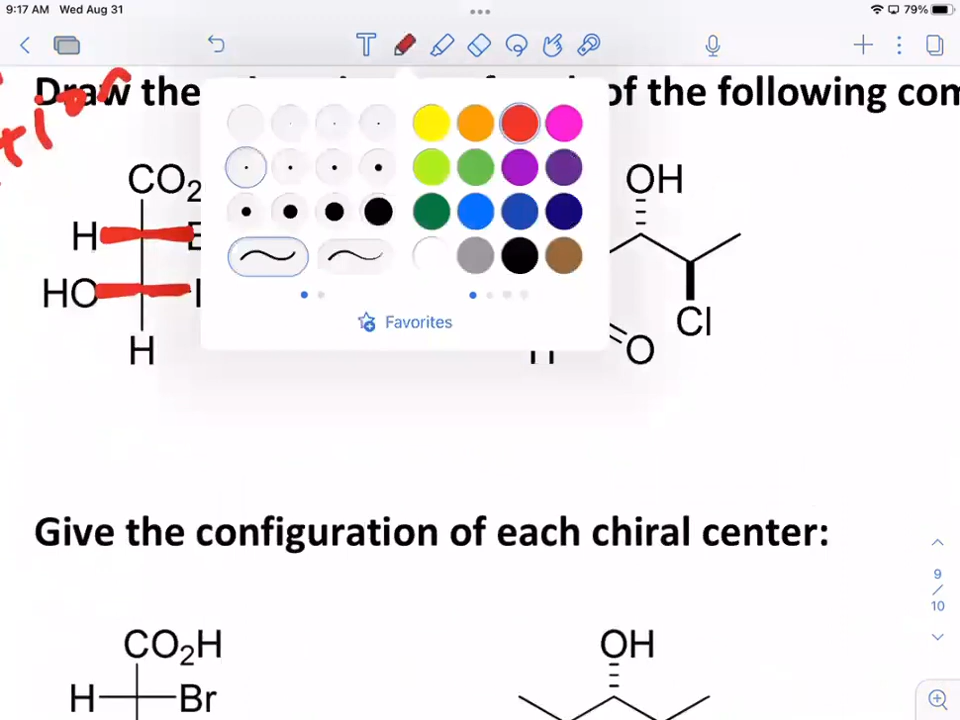 9:17 AM Wed Aug 31
79%
T
Draw the
of the following com
tion
CO2
H
HO
H
OH
Cl
O
H
Favorites
Give the configuration of each chiral center:
9
/
10
CO2H
H Br
OH